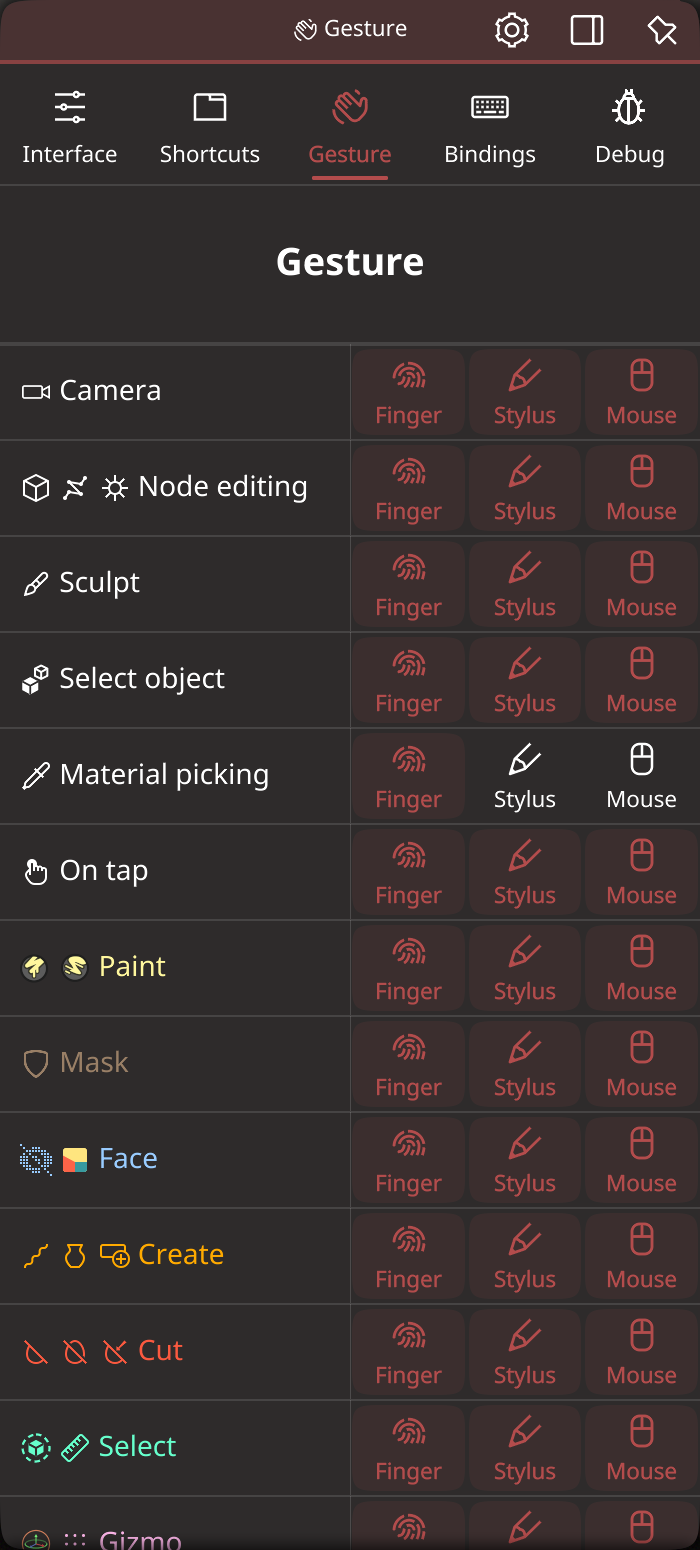 Gesture
Interface Shortcuts Gesture Bindings Debug
Gesture
Camera Finger Stylus Mouse
Node editing Finger Stylus Mouse
Sculpt Finger Stylus Mouse
Select object Finger Stylus Mouse
Material picking Finger Stylus Mouse
On tap Finger Stylus Mouse
Paint Finger Stylus Mouse
Mask Finger Stylus Mouse
Face Finger Stylus Mouse
Create Finger Stylus Mouse
Cut Finger Stylus Mouse
Select Finger Stylus Mouse
Gizmo